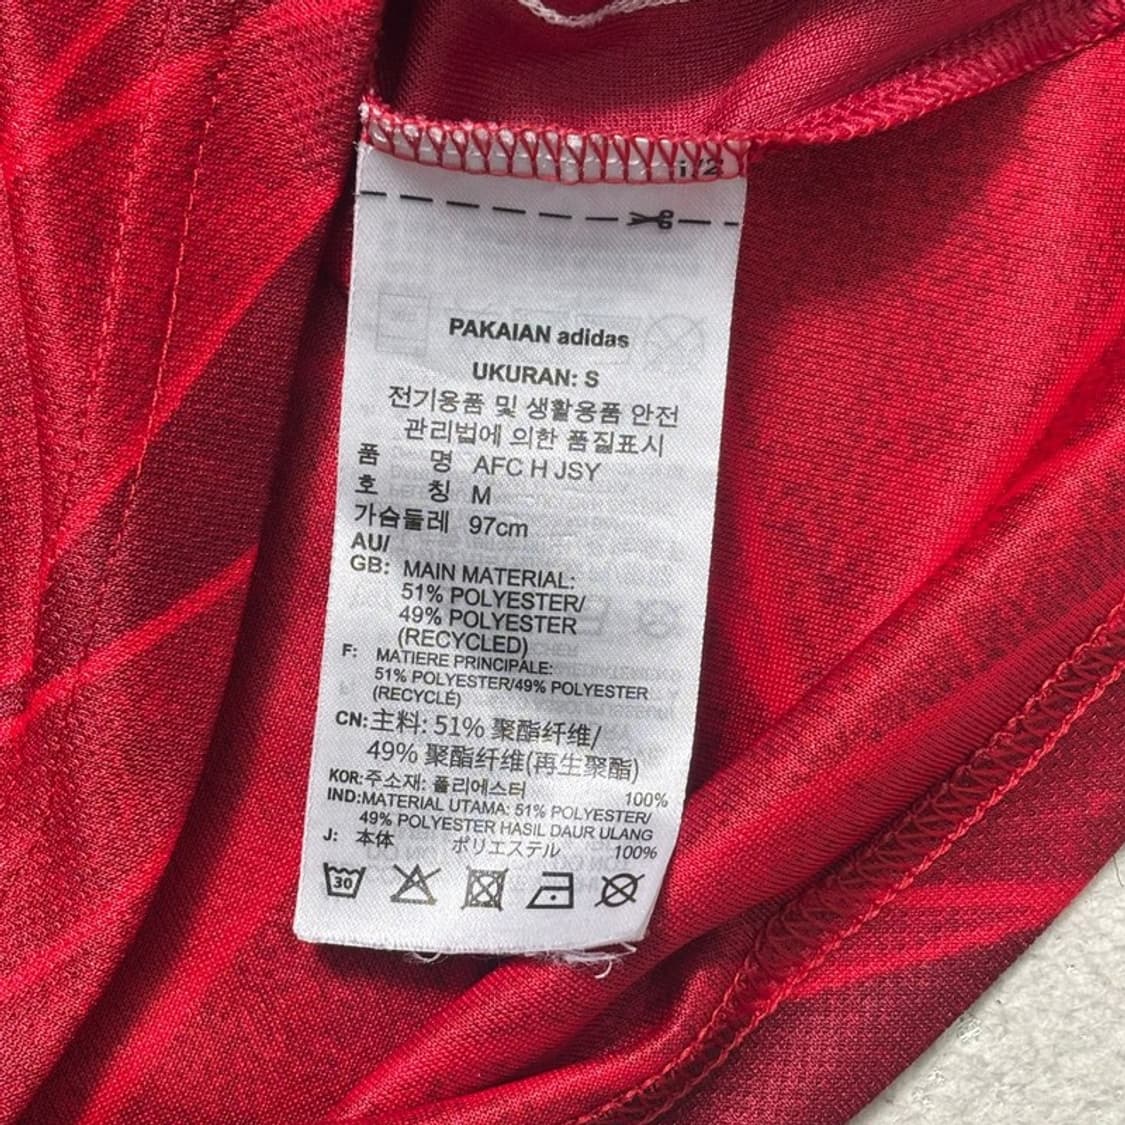 i/2
PAKAIAN adidas
UKURAN: S
전기용품 및 생활용품 안전
관리법에 의한 품질표시
품 명 AFC H JSY
호 칭 M
가슴둘레 97cm
AU/
GB: MAIN MATERIAL:
51% POLYESTER/
49% POLYESTER
(RECYCLED)
F: MATIERE PRINCIPALE:
51% POLYESTER/49% POLYESTER
(RECYCLÉ)
CN: 主料: 51% 聚酯纤维/
49% 聚酯纤维(再生聚酯)
KOR: 주소재: 폴리에스터 100%
IND: MATERIAL UTAMA: 51% POLYESTER/
49% POLYESTER HASIL DAUR ULANG
J: 本体 ポリエステル 100%
30